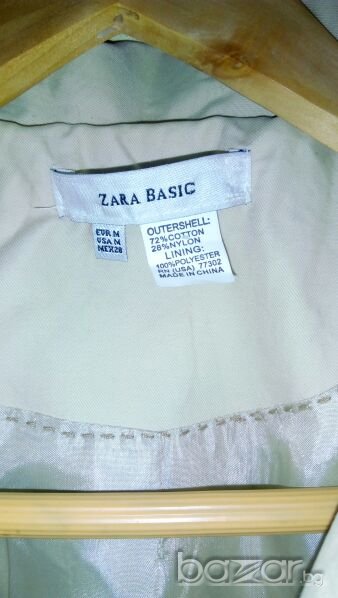 ZARA BASIC
EUR M
USA M
MEX 28
OUTERSHELL:
72%COTTON
28%NYLON
LINING:
100%POLYESTER
RN (USA) 77302
MADE IN CHINA
bazar.bg